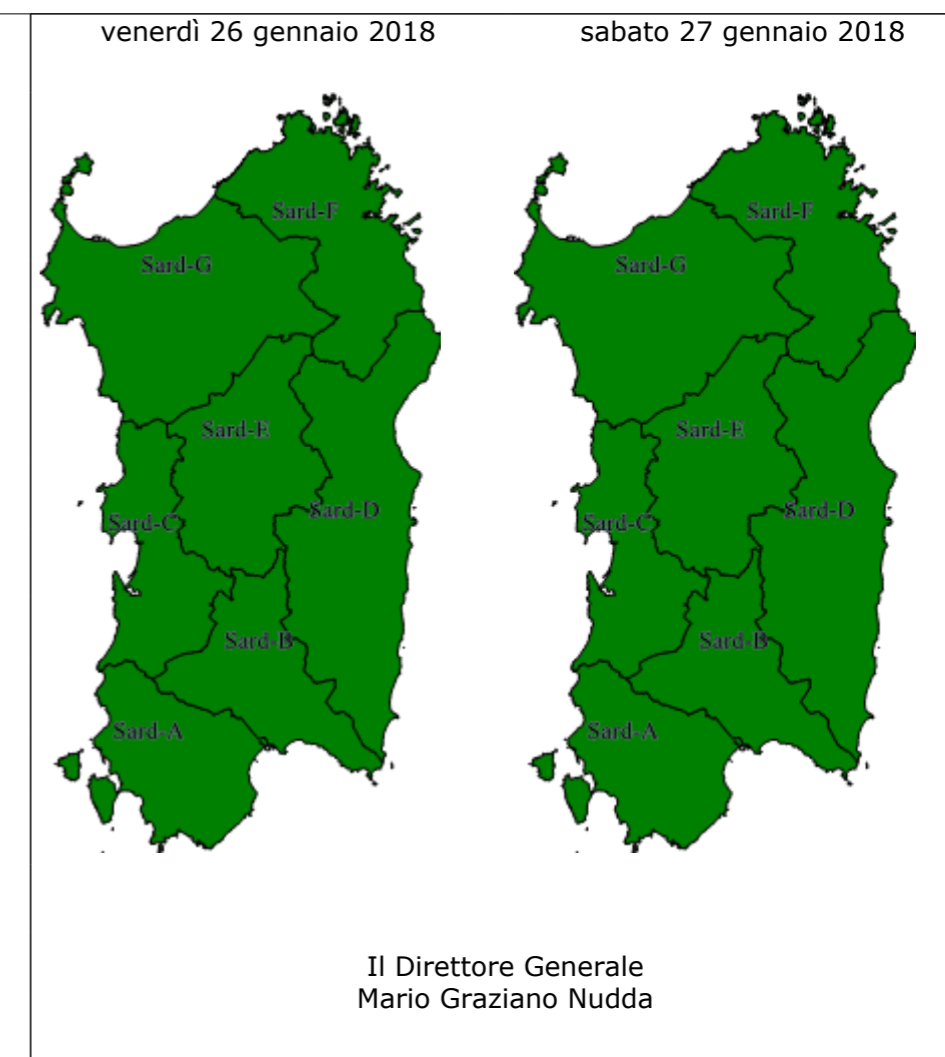 venerdì 26 gennaio 2018
sabato 27 gennaio 2018
Sard-F
Sard-G
Sard-E
Sard-D
Sard-C
Sard-B
Sard-A
Sard-F
Sard-G
Sard-E
Sard-D
Sard-C
Sard-B
Sard-A
Il Direttore Generale
Mario Graziano Nudda